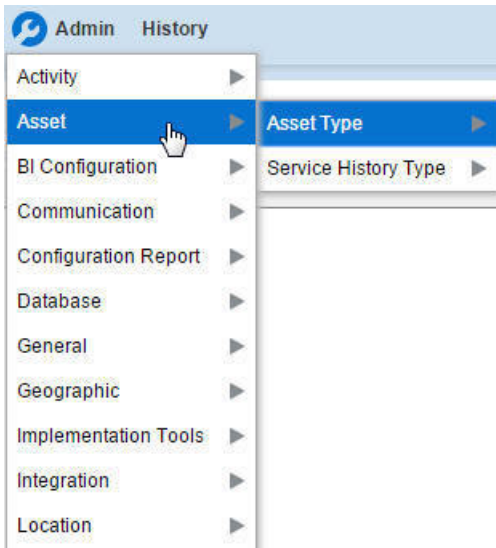 Admin History
Activity
Asset
Asset Type
BI Configuration
Service History Type
Communication
Configuration Report
Database
General
Geographic
Implementation Tools
Integration
Location